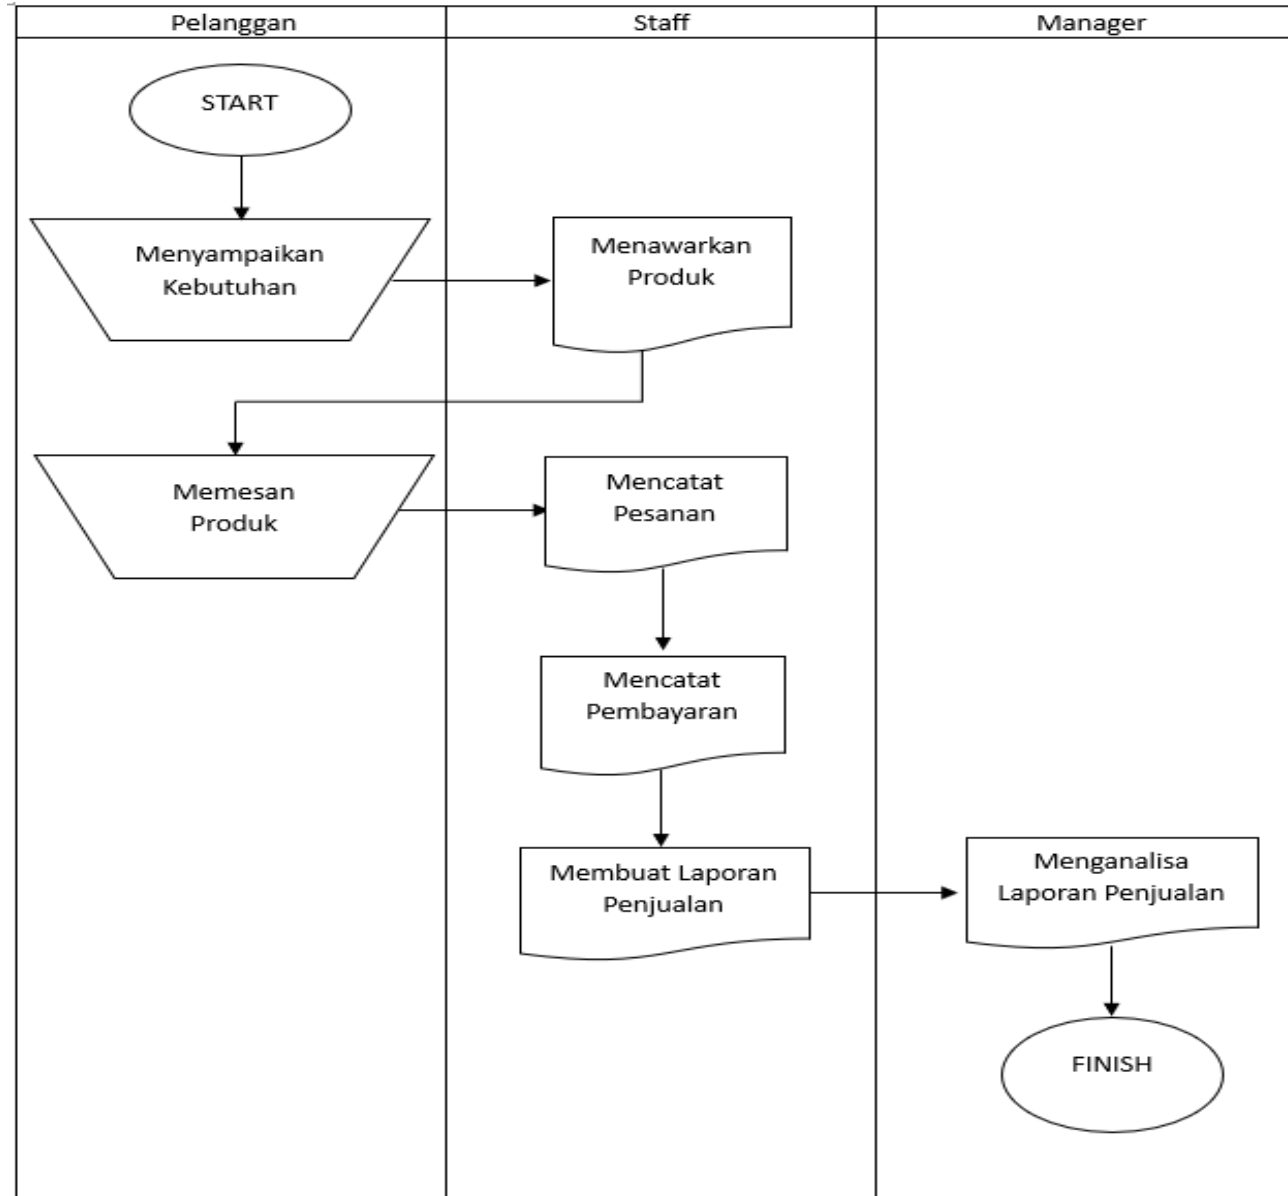 Pelanggan
Staff
Manager
START
Menyampaikan
Kebutuhan
Menawarkan
Produk
Memesan
Produk
Mencatat
Pesanan
Mencatat
Pembayaran
Membuat Laporan
Penjualan
Menganalisa
Laporan Penjualan
FINISH